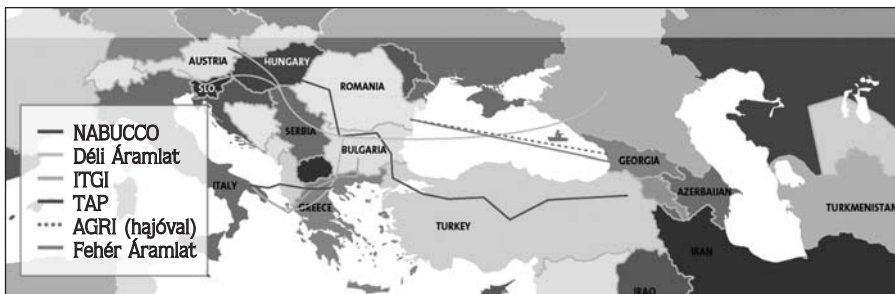 AUSTRIA
HUNGARY
SLO
ROMANIA
SERBIA
BULGARIA
ITALY
GREECE
TURKEY
GEORGIA
AZERBAIJAN
TURKMENISTAN
IRAN
IRAQ
NABUCCO
Déli Áramlat
ITGI
TAP
AGRI (hajóval)
Fehér Áramlat